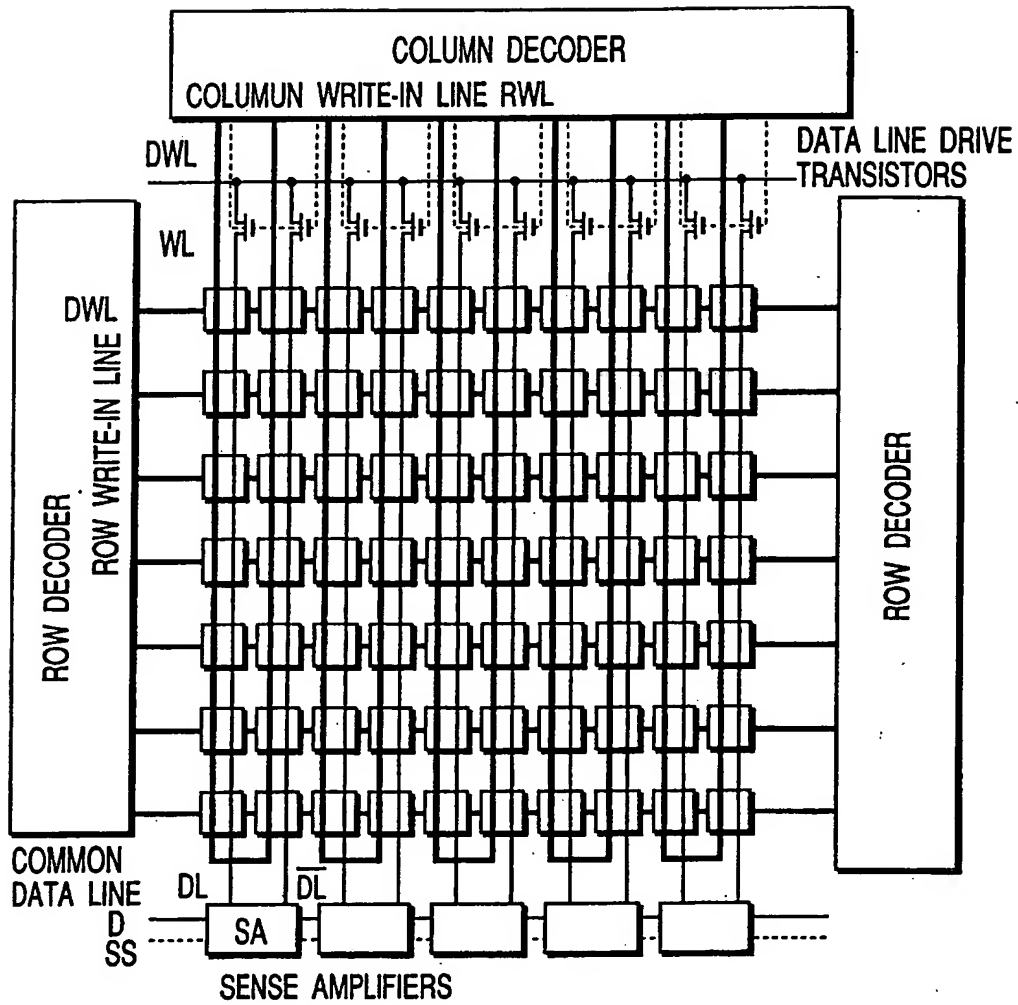 COLUMN DECODER
COLUMUN WRITE-IN LINE RWL
DWL
DATA LINE DRIVE
TRANSISTORS
WL
DWL
ROW WRITE-IN LINE
ROW DECODER
ROW DECODER
COMMON
DATA LINE
DL
D̅L̅
D
SS
SA
SENSE AMPLIFIERS